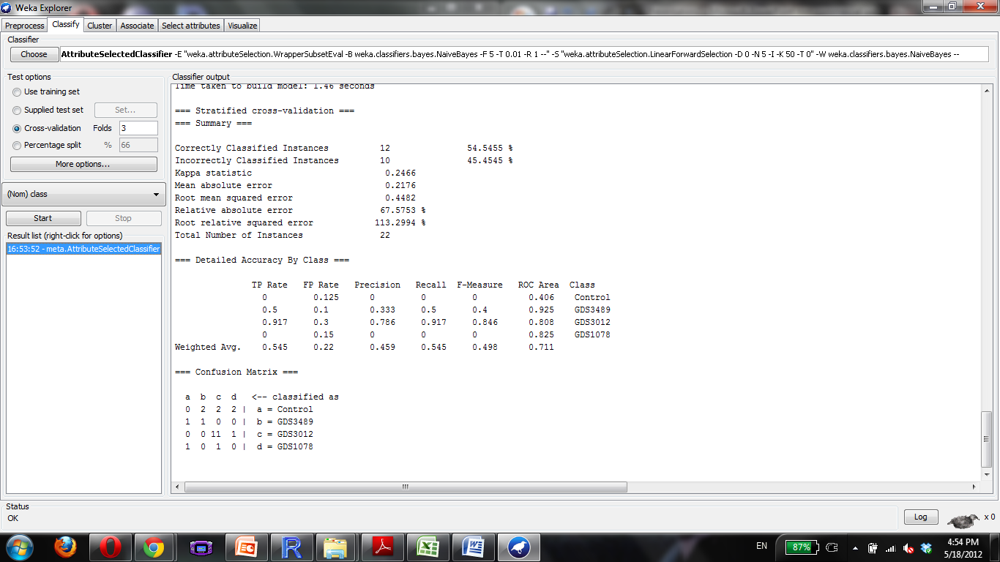 Weka Explorer
Preprocess Classify Cluster Associate Select attributes Visualize
Classifier
Choose AttributeSelectedClassifier -E "weka.attributeSelection.WrapperSubsetEval -B weka.classifiers.bayes.NaiveBayes -F 5 -T 0.01 -R 1 --" -S "weka.attributeSelection.LinearForwardSelection -D 0 -N 5 -I -K 50 -T 0" -W weka.classifiers.bayes.NaiveBayes --
Test options
Use training set
Supplied test set Set...
Cross-validation Folds 3
Percentage split % 66
More options...
(Nom) class
Start Stop
Result list (right-click for options)
16:53:52 - meta.AttributeSelectedClassifier
Classifier output
Time taken to build model: 1.46 seconds
=== Stratified cross-validation ===
=== Summary ===
Correctly Classified Instances 12 54.5455 %
Incorrectly Classified Instances 10 45.4545 %
Kappa statistic 0.2466
Mean absolute error 0.2176
Root mean squared error 0.4482
Relative absolute error 67.5753 %
Root relative squared error 113.2994 %
Total Number of Instances 22
=== Detailed Accuracy By Class ===
TP Rate FP Rate Precision Recall F-Measure ROC Area Class
0 0.125 0 0 0 0.406 Control
0.5 0.1 0.333 0.5 0.4 0.925 GDS3489
0.917 0.3 0.786 0.917 0.846 0.808 GDS3012
0 0.15 0 0 0 0.825 GDS1078
Weighted Avg. 0.545 0.22 0.459 0.545 0.498 0.711
=== Confusion Matrix ===
a b c d <-- classified as
0 2 2 2 | a = Control
1 1 0 0 | b = GDS3489
0 0 11 1 | c = GDS3012
1 0 1 0 | d = GDS1078
Status
OK
Log x 0
EN 87% 4:54 PM
5/18/2012